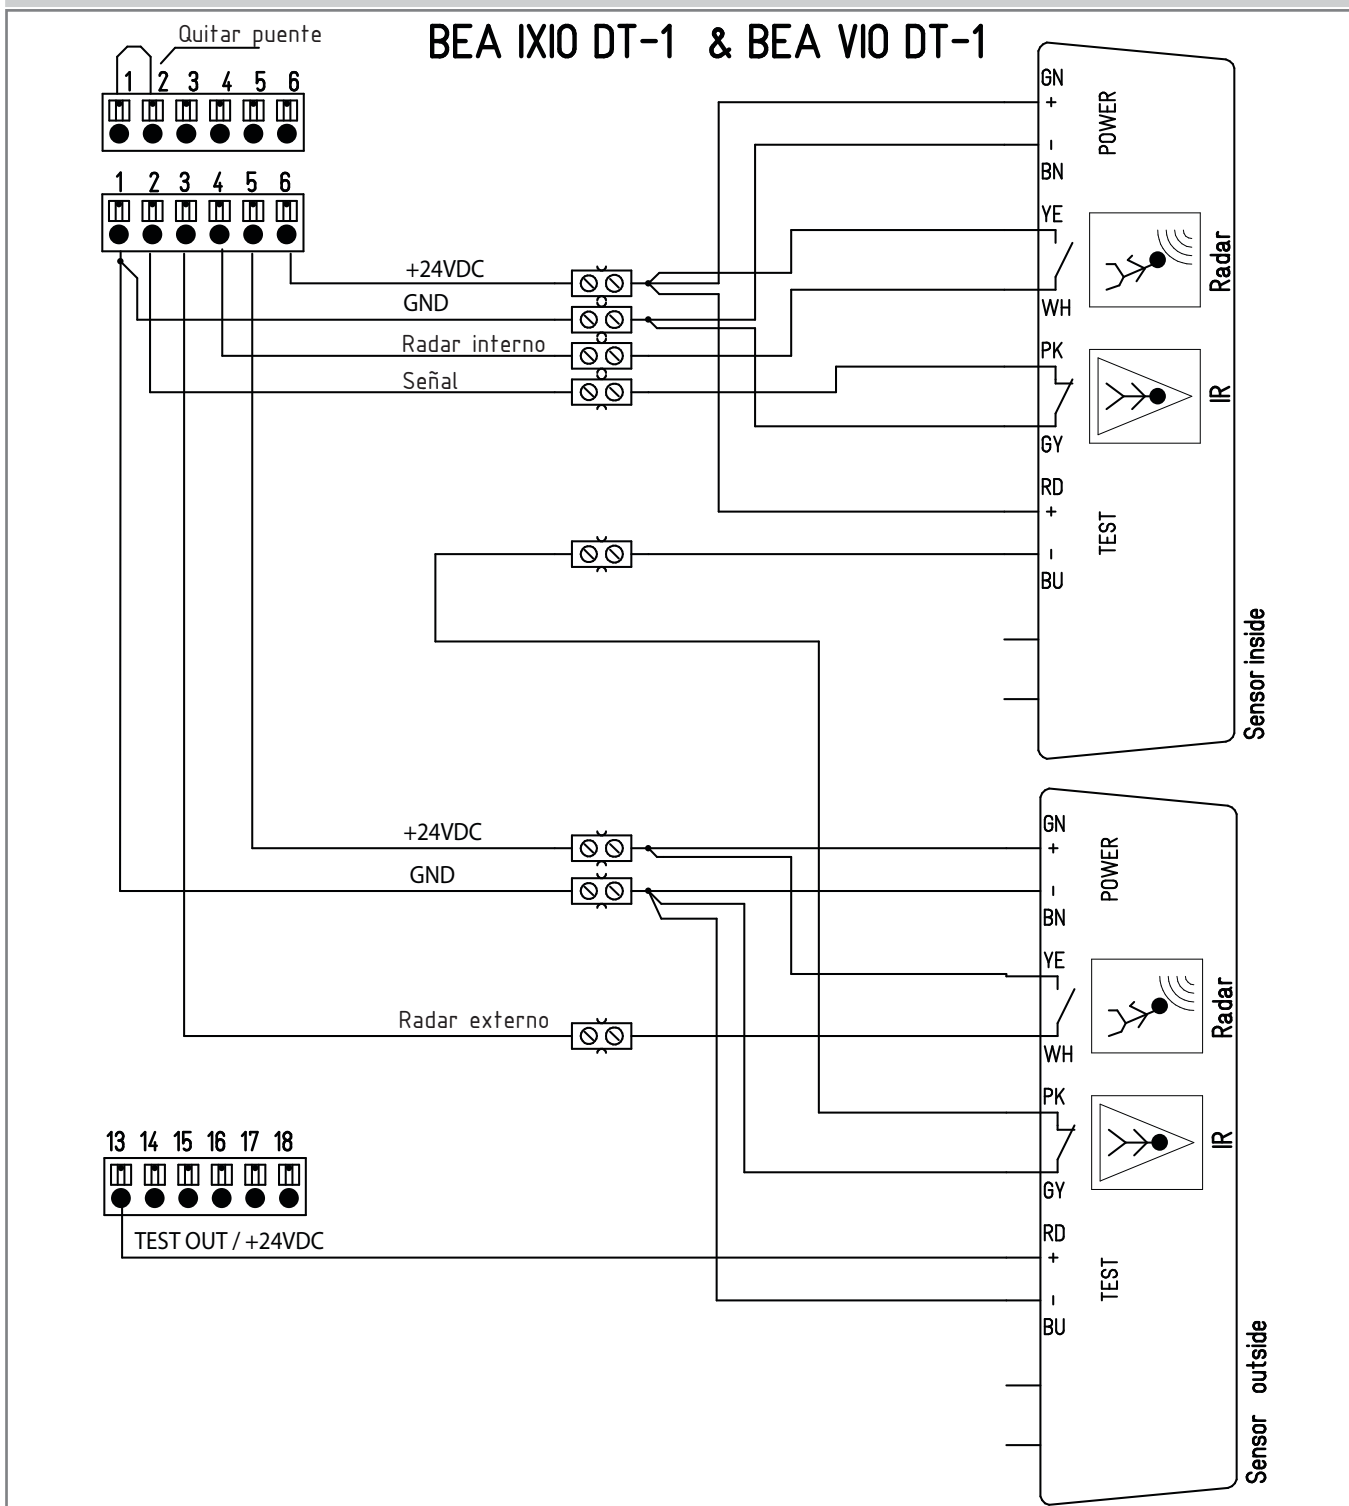 Quitar puente
BEA IXIO DT-1 & BEA VIO DT-1
1 2 3 4 5 6
1 2 3 4 5 6
+24VDC
GND
Radar interno
Señal
GN
+
POWER
-
BN
YE
Radar
WH
PK
IR
GY
RD
+
TEST
-
BU
Sensor inside
+24VDC
GND
Radar externo
GN
+
POWER
-
BN
YE
Radar
WH
PK
IR
GY
RD
+
TEST
-
BU
Sensor outside
13 14 15 16 17 18
TEST OUT / +24VDC